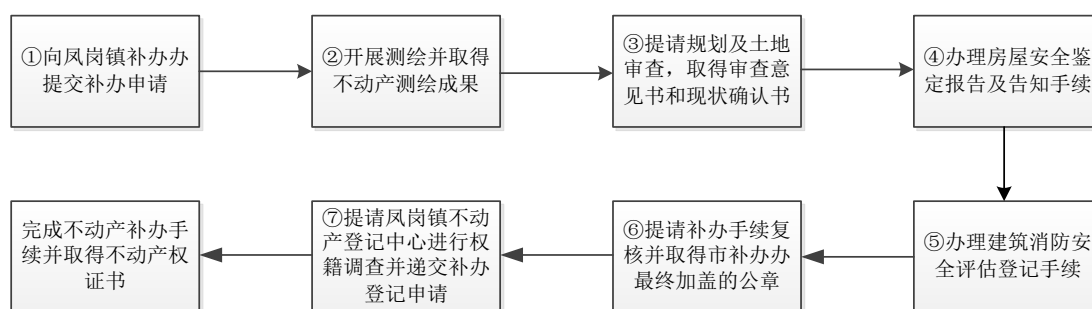 ①向凤岗镇补办办
提交补办申请
②开展测绘并取得
不动产测绘成果
③提请规划及土地
审查，取得审查意
见书和现状确认书
④办理房屋安全鉴
定报告及告知手续
⑤办理建筑消防安
全评估登记手续
⑥提请补办手续复
核并取得市补办办
最终加盖的公章
⑦提请凤岗镇不动
产登记中心进行权
籍调查并递交补办
登记申请
完成不动产补办手
续并取得不动产权
证书